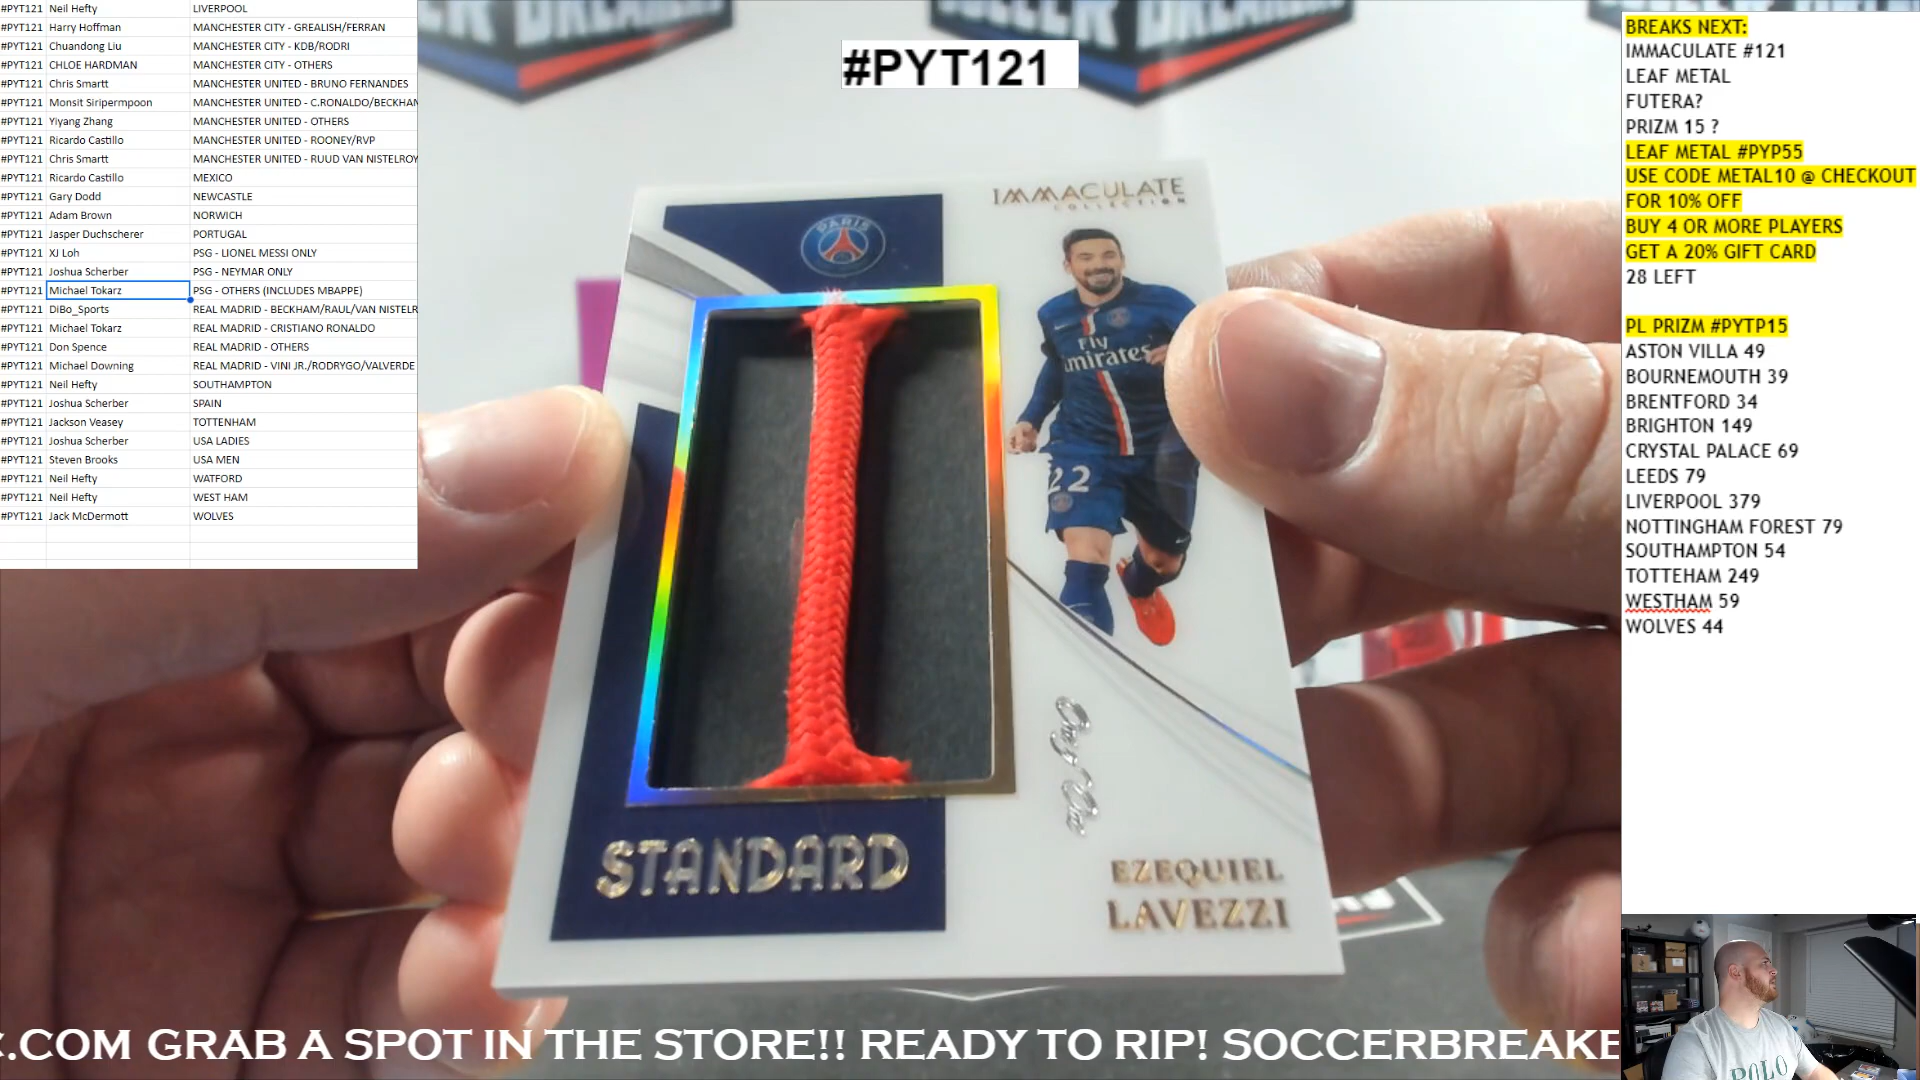 #PYT121 Neil Hefty LIVERPOOL
#PYT121 Harry Hoffman MANCHESTER CITY - GREALISH/FERRAN
#PYT121 Chuandong Liu MANCHESTER CITY - KDB/RODRI
#PYT121 CHLOE HARDMAN MANCHESTER CITY - OTHERS
#PYT121 Chris Smartt MANCHESTER UNITED - BRUNO FERNANDES
#PYT121 Monsit Siripermpoon MANCHESTER UNITED - C.RONALDO/BECKHAM
#PYT121 Yiyang Zhang MANCHESTER UNITED - OTHERS
#PYT121 Ricardo Castillo MANCHESTER UNITED - ROONEY/RVP
#PYT121 Chris Smartt MANCHESTER UNITED - RUUD VAN NISTELROY
#PYT121 Ricardo Castillo MEXICO
#PYT121 Gary Dodd NEWCASTLE
#PYT121 Adam Brown NORWICH
#PYT121 Jasper Duchscherer PORTUGAL
#PYT121 XJ Loh PSG - LIONEL MESSI ONLY
#PYT121 Joshua Scherber PSG - NEYMAR ONLY
#PYT121 Michael Tokarz PSG - OTHERS (INCLUDES MBAPPE)
#PYT121 DiBo_Sports REAL MADRID - BECKHAM/RAUL/VAN NISTELR
#PYT121 Michael Tokarz REAL MADRID - CRISTIANO RONALDO
#PYT121 Don Spence REAL MADRID - OTHERS
#PYT121 Michael Downing REAL MADRID - VINI JR./RODRYGO/VALVERDE
#PYT121 Neil Hefty SOUTHAMPTON
#PYT121 Joshua Scherber SPAIN
#PYT121 Jackson Veasey TOTTENHAM
#PYT121 Joshua Scherber USA LADIES
#PYT121 Steven Brooks USA MEN
#PYT121 Neil Hefty WATFORD
#PYT121 Neil Hefty WEST HAM
#PYT121 Jack McDermott WOLVES
#PYT121
IMMACULATE
COLLECTION
PARIS
Fly
Emirates
22
One of One
STANDARD
EZEQUIEL
LAVEZZI
BREAKS NEXT:
IMMACULATE #121
LEAF METAL
FUTERA?
PRIZM 15 ?
LEAF METAL #PYP55
USE CODE METAL10 @ CHECKOUT
FOR 10% OFF
BUY 4 OR MORE PLAYERS
GET A 20% GIFT CARD
28 LEFT
PL PRIZM #PYTP15
ASTON VILLA 49
BOURNEMOUTH 39
BRENTFORD 34
BRIGHTON 149
CRYSTAL PALACE 69
LEEDS 79
LIVERPOOL 379
NOTTINGHAM FOREST 79
SOUTHAMPTON 54
TOTTEHAM 249
WESTHAM 59
WOLVES 44
POLO
.COM GRAB A SPOT IN THE STORE!! READY TO RIP! SOCCERBREAKE